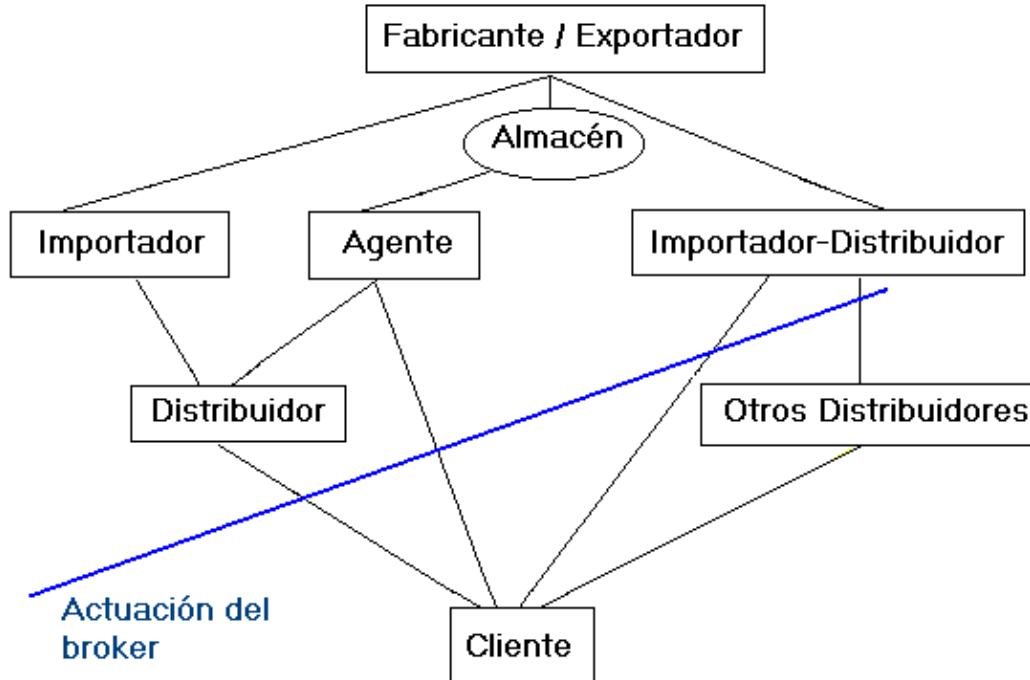 Fabricante / Exportador
Almacén
Importador
Agente
Importador-Distribuidor
Distribuidor
Otros Distribuidores
Actuación del
broker
Cliente